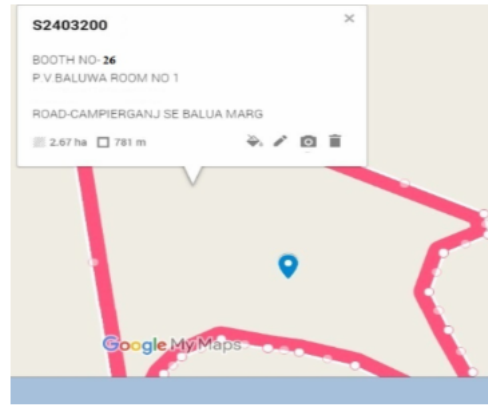 S2403200
BOOTH NO- 26
P V BALUWA ROOM NO 1
ROAD-CAMPIERGANJ SE BALUA MARG
2.67 ha 781 m
Google My Maps